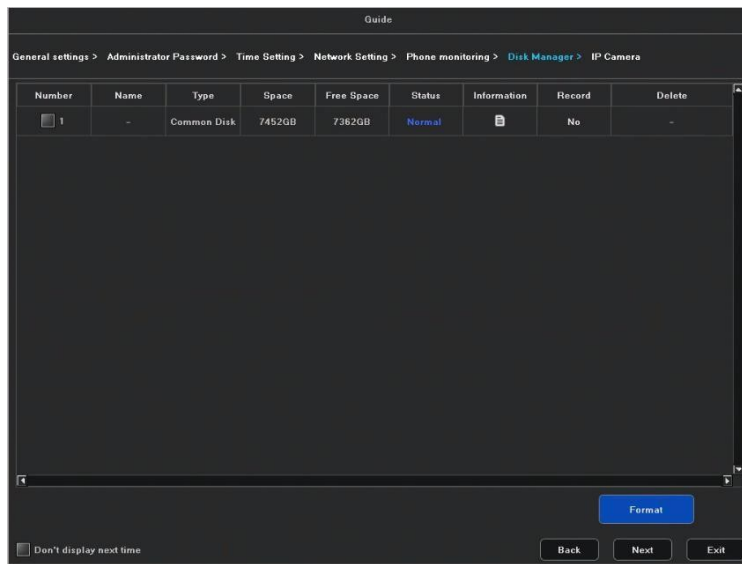 Guide
General settings > Administrator Password > Time Setting > Network Setting > Phone monitoring > Disk Manager > IP Camera
Number Name Type Space Free Space Status Information Record Delete
1 - Common Disk 7452GB 7362GB Normal No -
Format
Don't display next time Back Next Exit